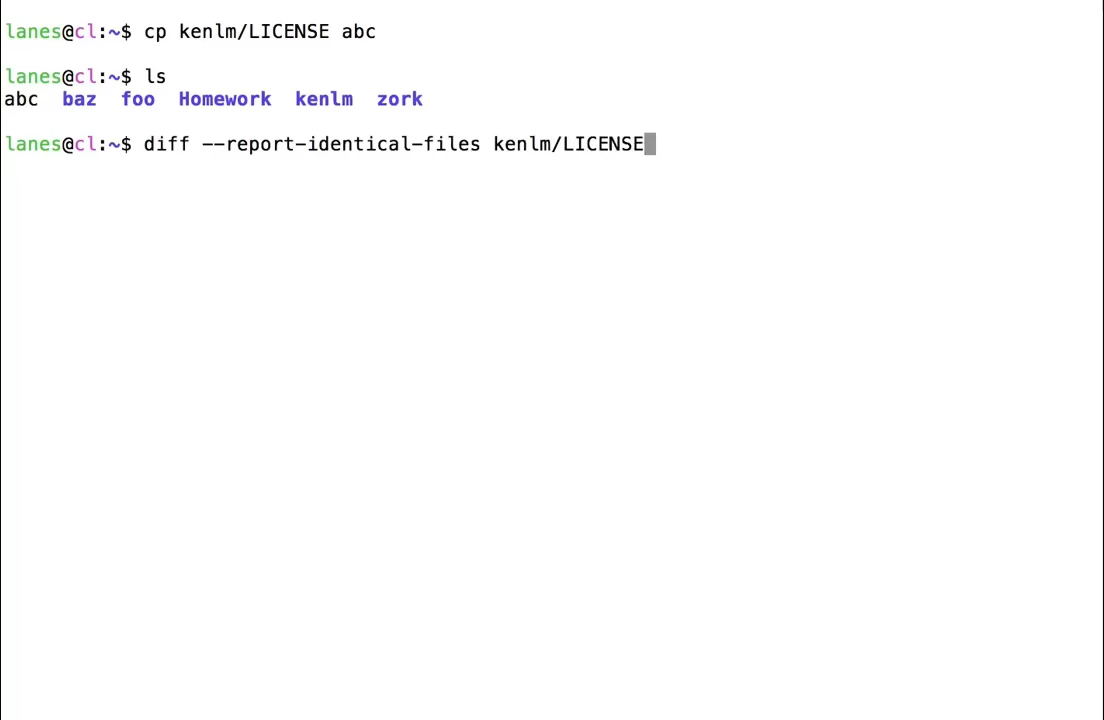 lanes@cl:~$ cp kenlm/LICENSE abc
lanes@cl:~$ ls
abc  baz  foo  Homework  kenlm  zork
lanes@cl:~$ diff --report-identical-files kenlm/LICENSE